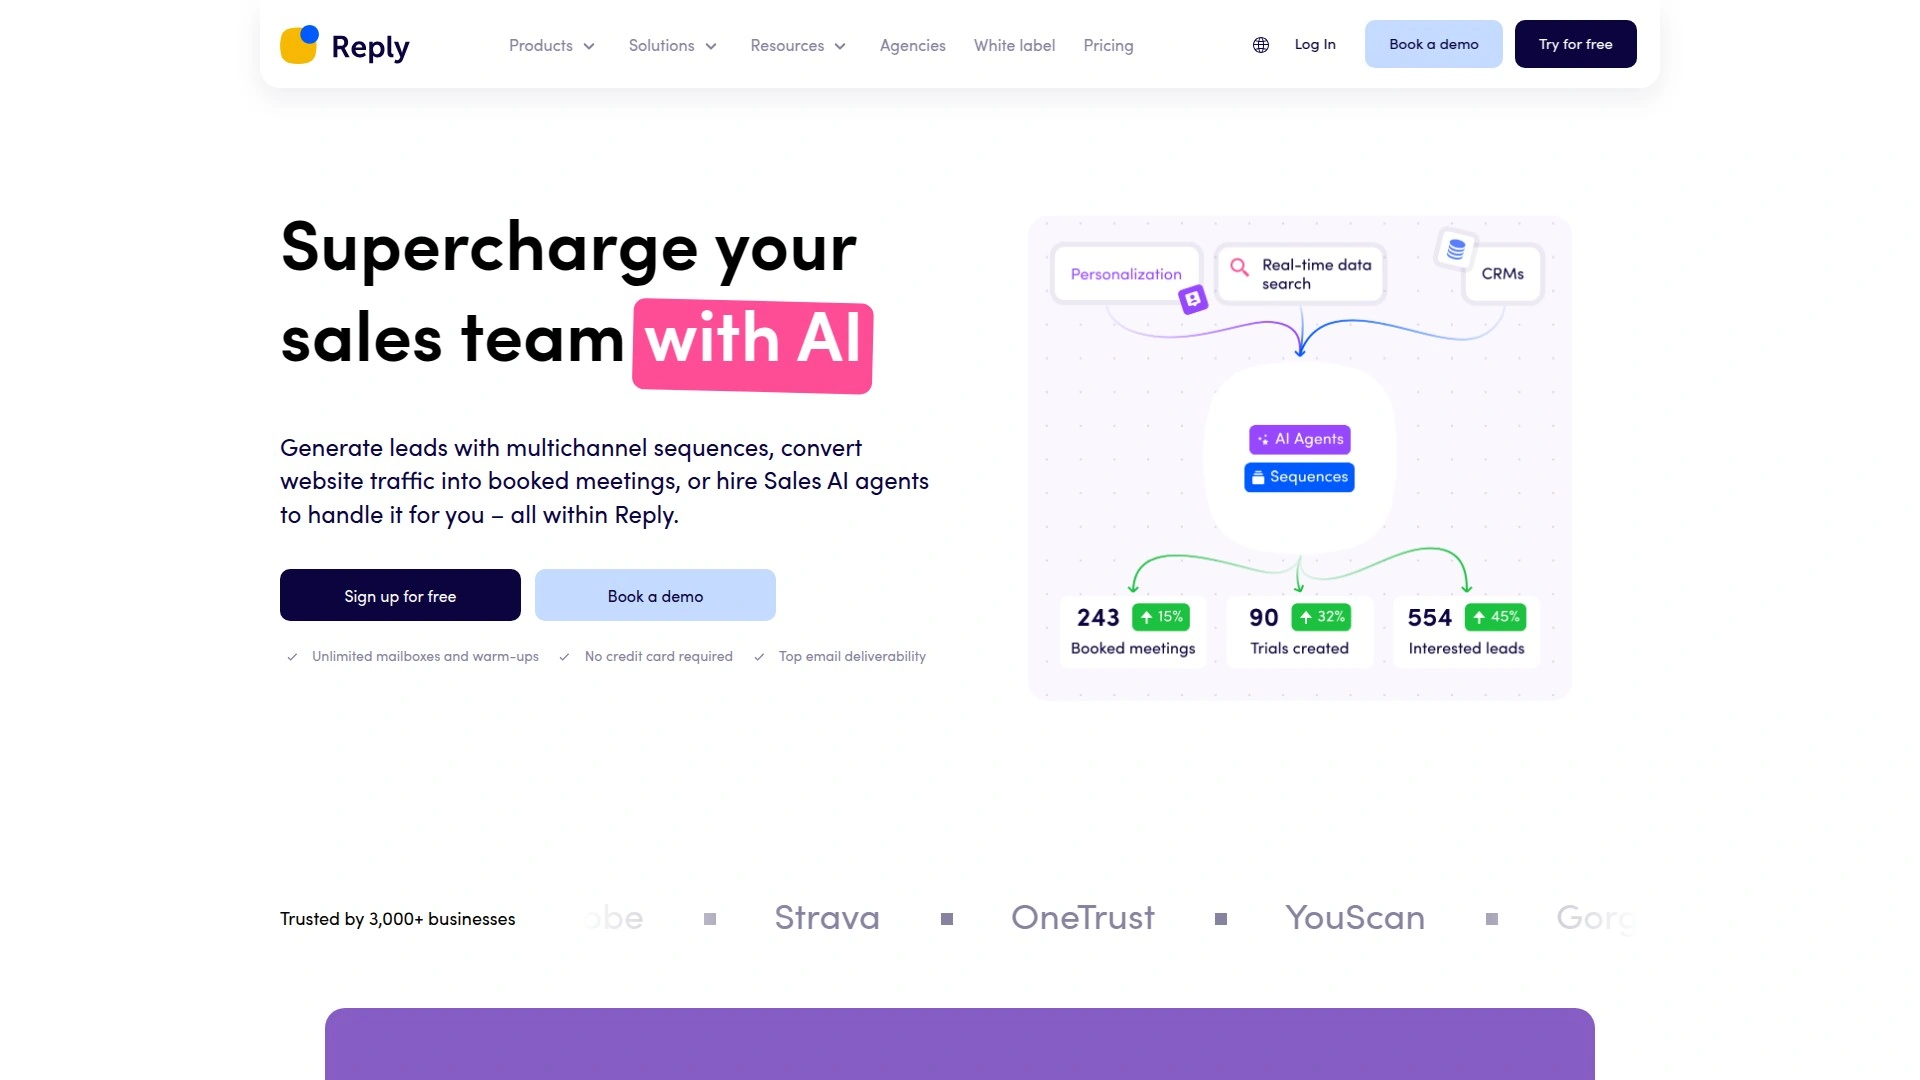 Reply
Products
Solutions
Resources
Agencies
White label
Pricing
Log In
Book a demo
Try for free
Supercharge your
sales team with AI
Generate leads with multichannel sequences, convert
website traffic into booked meetings, or hire Sales AI agents
to handle it for you – all within Reply.
Sign up for free
Book a demo
Unlimited mailboxes and warm-ups
No credit card required
Top email deliverability
Personalization
Real-time data
search
CRMs
AI Agents
Sequences
243 15%
Booked meetings
90 32%
Trials created
554 45%
Interested leads
Trusted by 3,000+ businesses
Strava
OneTrust
YouScan